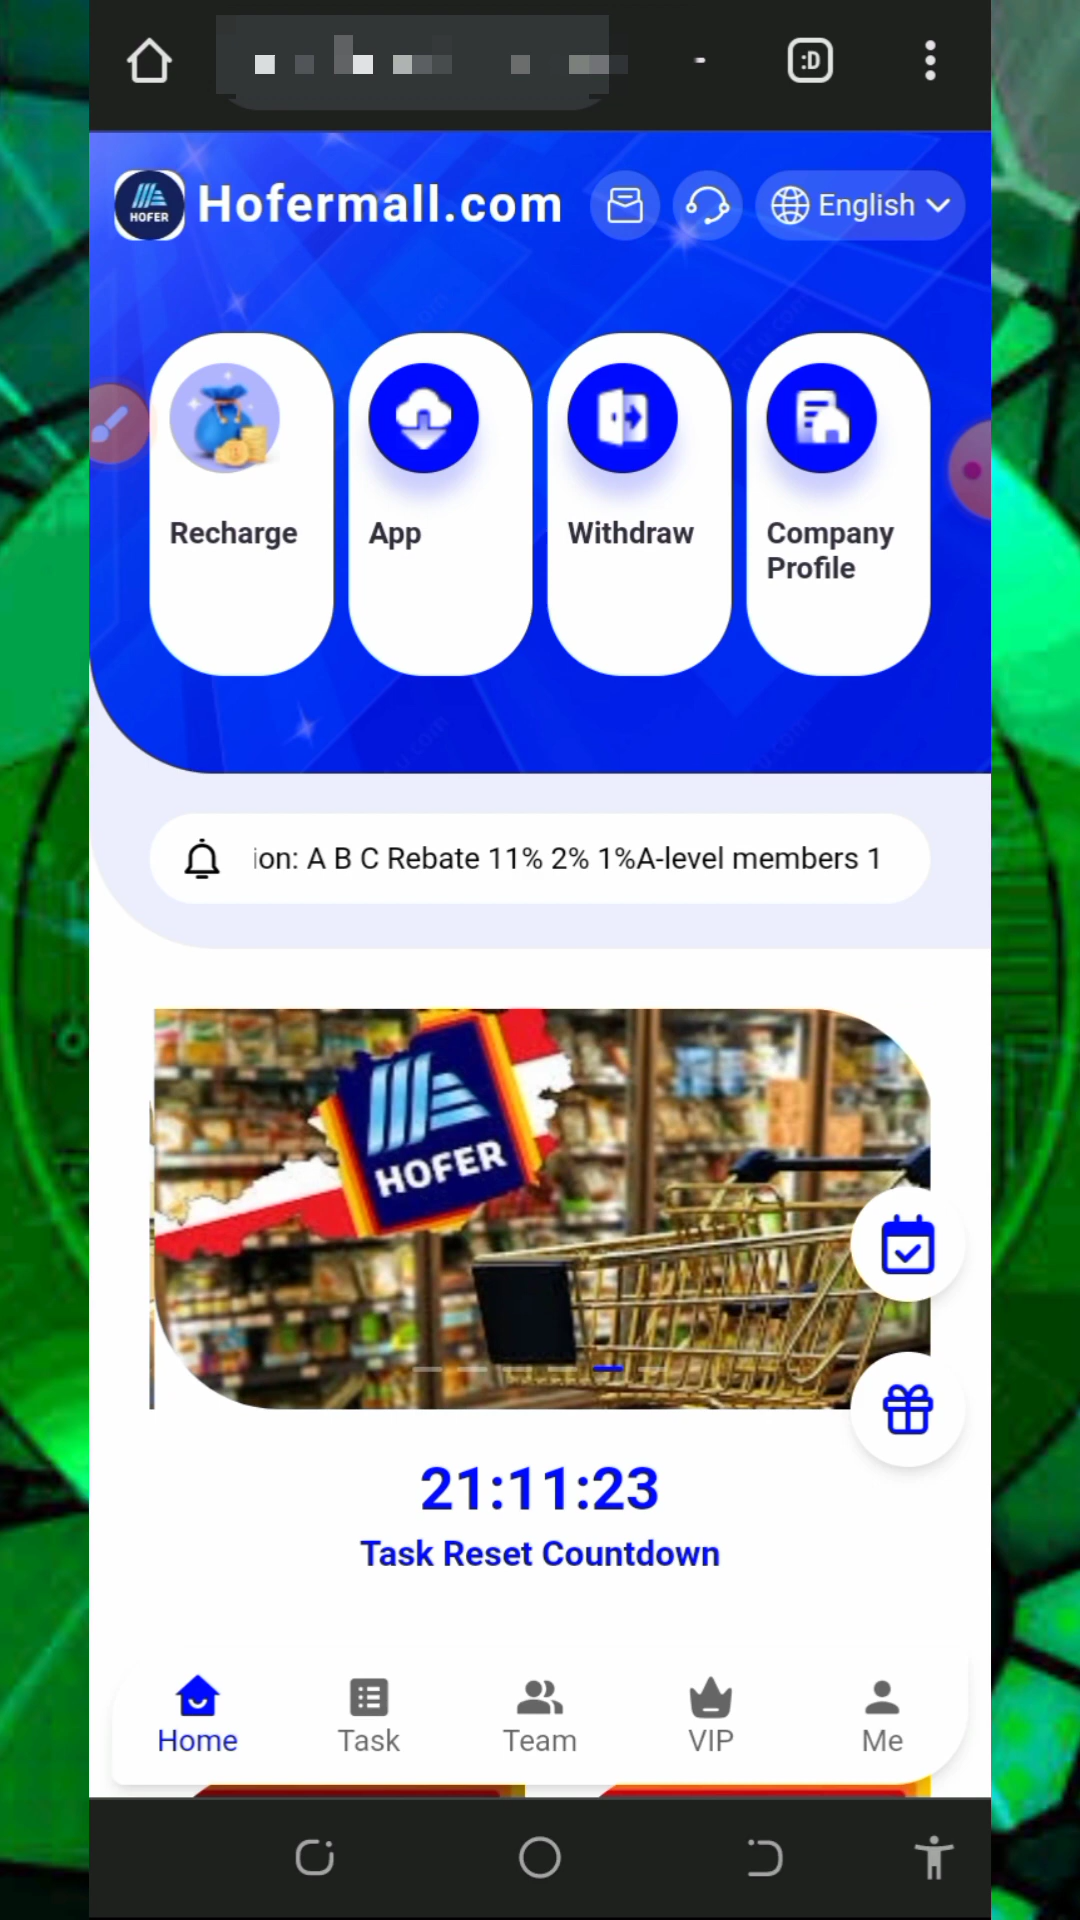 :D
HOFER
Hofermall.com
English
Recharge
App
Withdraw
Company
Profile
ion: A B C Rebate 11% 2% 1%A-level members 1
HOFER
21:11:23
Task Reset Countdown
Home
Task
Team
VIP
Me